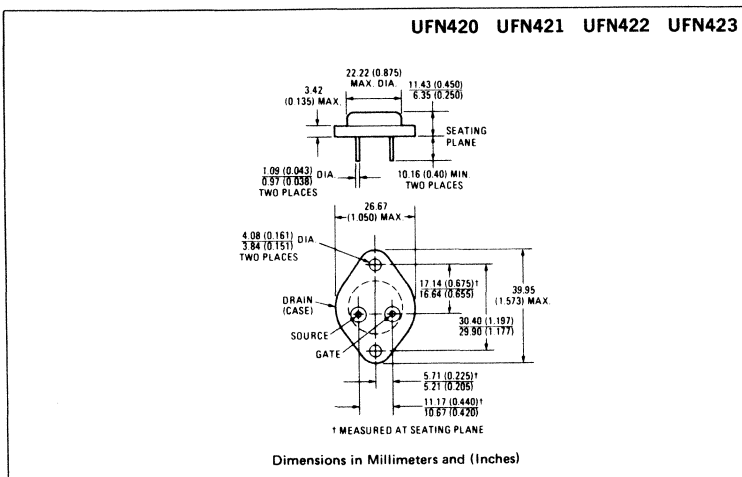 UFN420 UFN421 UFN422 UFN423
22.22 (0.875)
MAX. DIA.
11.43 (0.450)
6.35 (0.250)
3.42
(0.135) MAX.
SEATING
PLANE
1.09 (0.043)
0.97 (0.038)
DIA.
TWO PLACES
10.16 (0.40) MIN.
TWO PLACES
26.67
(1.050) MAX.
4.08 (0.161)
3.84 (0.151)
DIA.
TWO PLACES
17.14 (0.675)†
16.64 (0.655)
39.95
(1.573) MAX.
DRAIN
(CASE)
30.40 (1.197)
29.90 (1.177)
SOURCE
GATE
5.71 (0.225)†
5.21 (0.205)
11.17 (0.440)†
10.67 (0.420)
† MEASURED AT SEATING PLANE
Dimensions in Millimeters and (Inches)